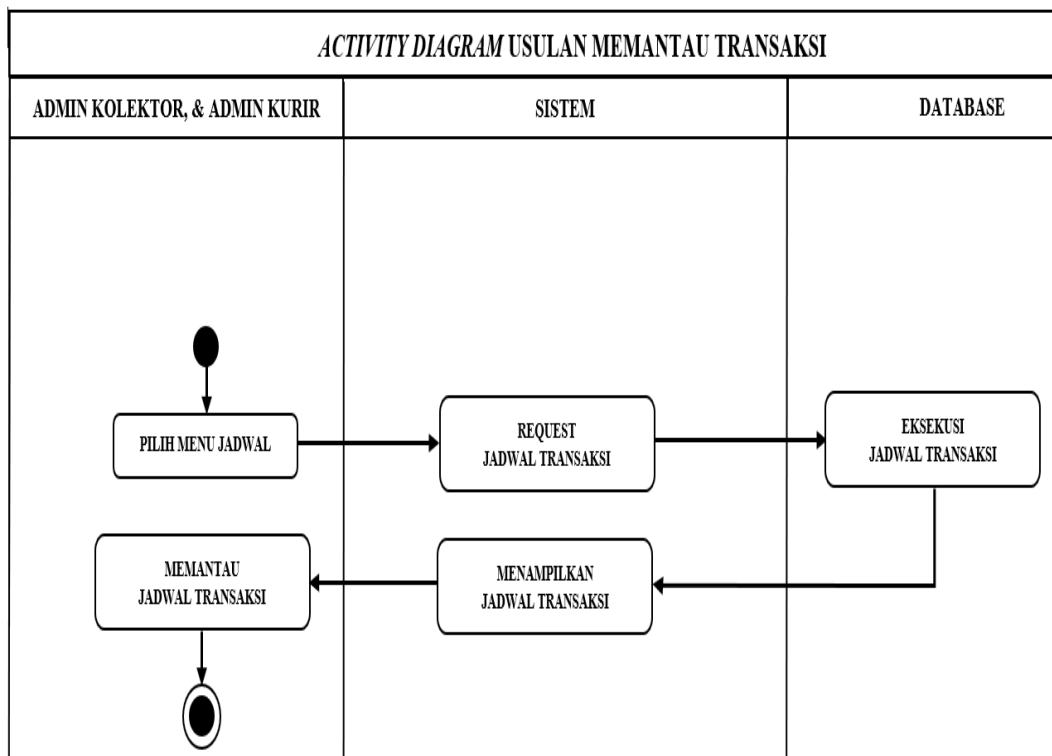 ACTIVITY DIAGRAM USULAN MEMANTAU TRANSAKSI
ADMIN KOLEKTOR, & ADMIN KURIR
SISTEM
DATABASE
PILIH MENU JADWAL
REQUEST
JADWAL TRANSAKSI
EKSEKUSI
JADWAL TRANSAKSI
MEMANTAU
JADWAL TRANSAKSI
MENAMPILKAN
JADWAL TRANSAKSI